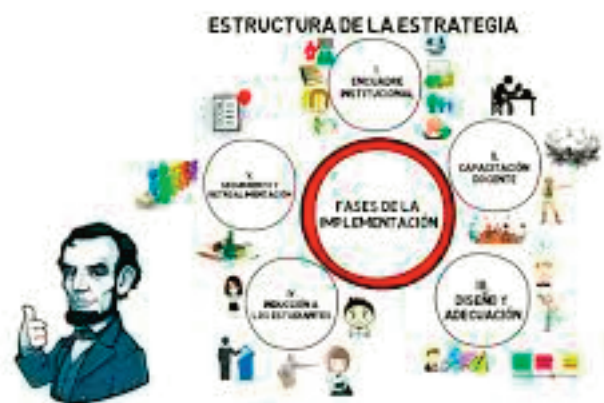 ESTRUCTURA DE LA ESTRATEGIA
I.
ENCUADRE
INSTITUCIONAL
II.
CAPACITACIÓN
DOCENTE
FASES DE LA
IMPLEMENTACIÓN
III.
DISEÑO Y
ADECUACIÓN
IV.
INDUCCIÓN A
LOS ESTUDIANTES
V.
SEGUIMIENTO Y
RETROALIMENTACIÓN